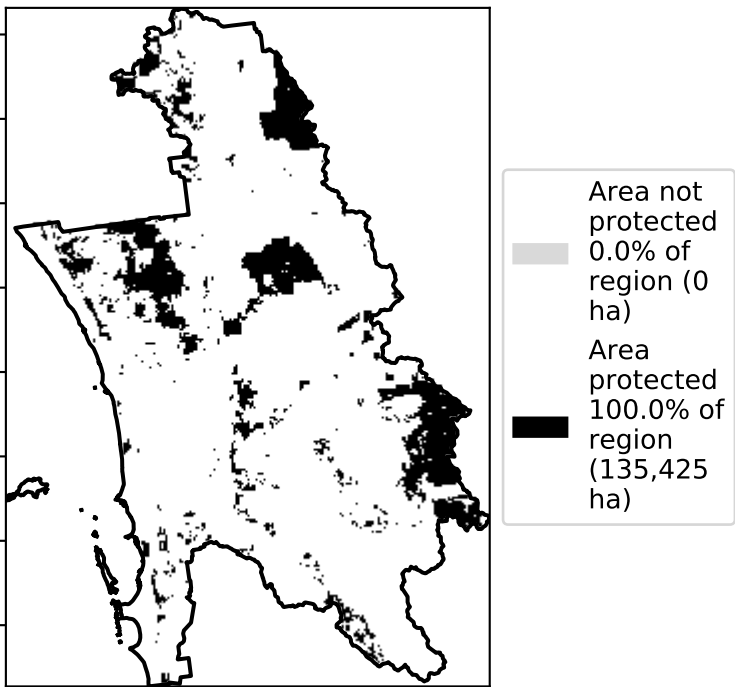 Area not
protected
0.0% of
region (0
ha)
Area
protected
100.0% of
region
(135,425
ha)